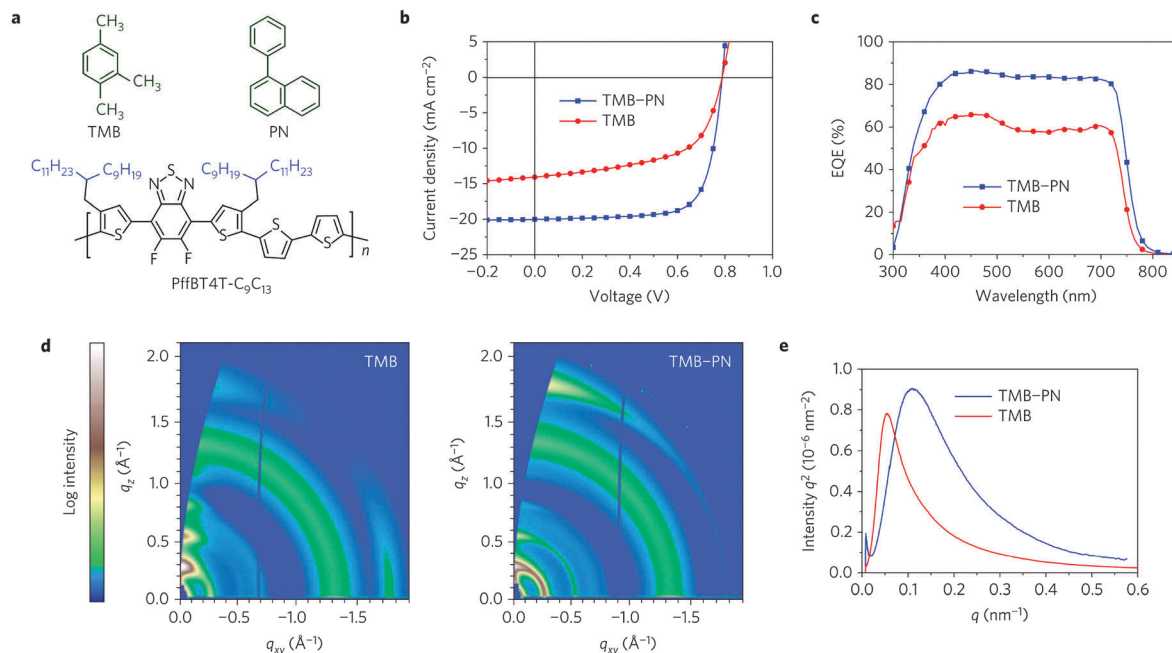 a
CH₃
CH₃
CH₃
TMB
PN
C₁₁H₂₃
C₉H₁₉
C₉H₁₉
C₁₁H₂₃
S
N
N
S
F
F
S
S
S
n
PffBT4T-C₉C₁₃
b
5
0
−5
−10
−15
−20
−25
Current density (mA cm⁻²)
TMB–PN
TMB
−0.2
0.0
0.2
0.4
0.6
0.8
1.0
Voltage (V)
c
100
80
60
40
20
0
EQE (%)
TMB–PN
TMB
300
400
500
600
700
800
Wavelength (nm)
d
Log intensity
2.0
1.5
1.0
0.5
0.0
q_z (Å⁻¹)
TMB
0.0
−0.5
−1.0
−1.5
q_xy (Å⁻¹)
2.0
1.5
1.0
0.5
0.0
q_z (Å⁻¹)
TMB–PN
0.0
−0.5
−1.0
−1.5
q_xy (Å⁻¹)
e
1.0
0.8
0.6
0.4
0.2
0
Intensity q² (10⁻⁶ nm⁻²)
TMB–PN
TMB
0.0
0.1
0.2
0.3
0.4
0.5
0.6
q (nm⁻¹)